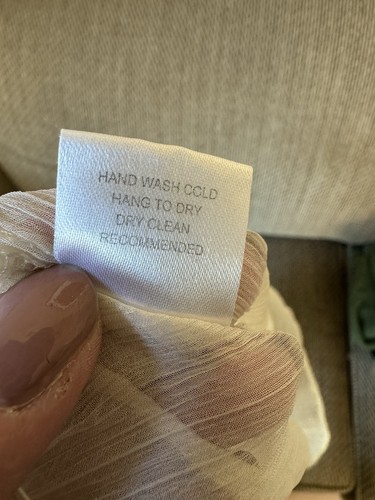 HAND WASH COLD
HANG TO DRY
DRY CLEAN
RECOMMENDED